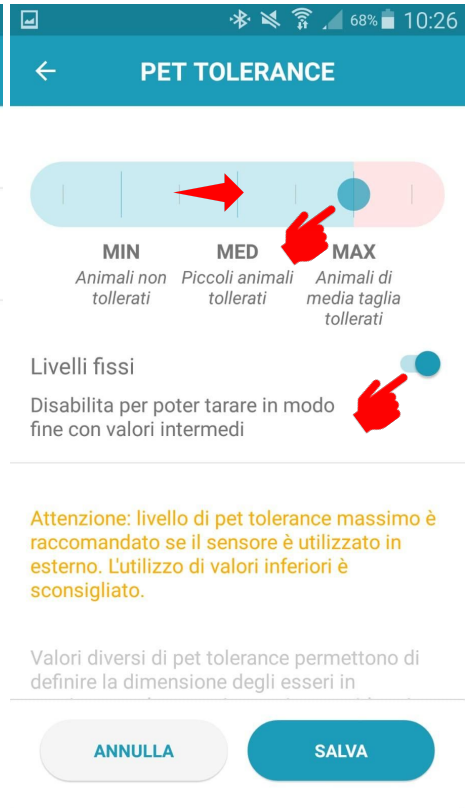 68% 10:26
PET TOLERANCE
MIN MED MAX
Animali non Piccoli animali Animali di
tollerati tollerati media taglia
tollerati
Livelli fissi
Disabilita per poter tarare in modo
fine con valori intermedi
Attenzione: livello di pet tolerance massimo è
raccomandato se il sensore è utilizzato in
esterno. L'utilizzo di valori inferiori è
sconsigliato.
Valori diversi di pet tolerance permettono di
definire la dimensione degli esseri in
ANNULLA SALVA